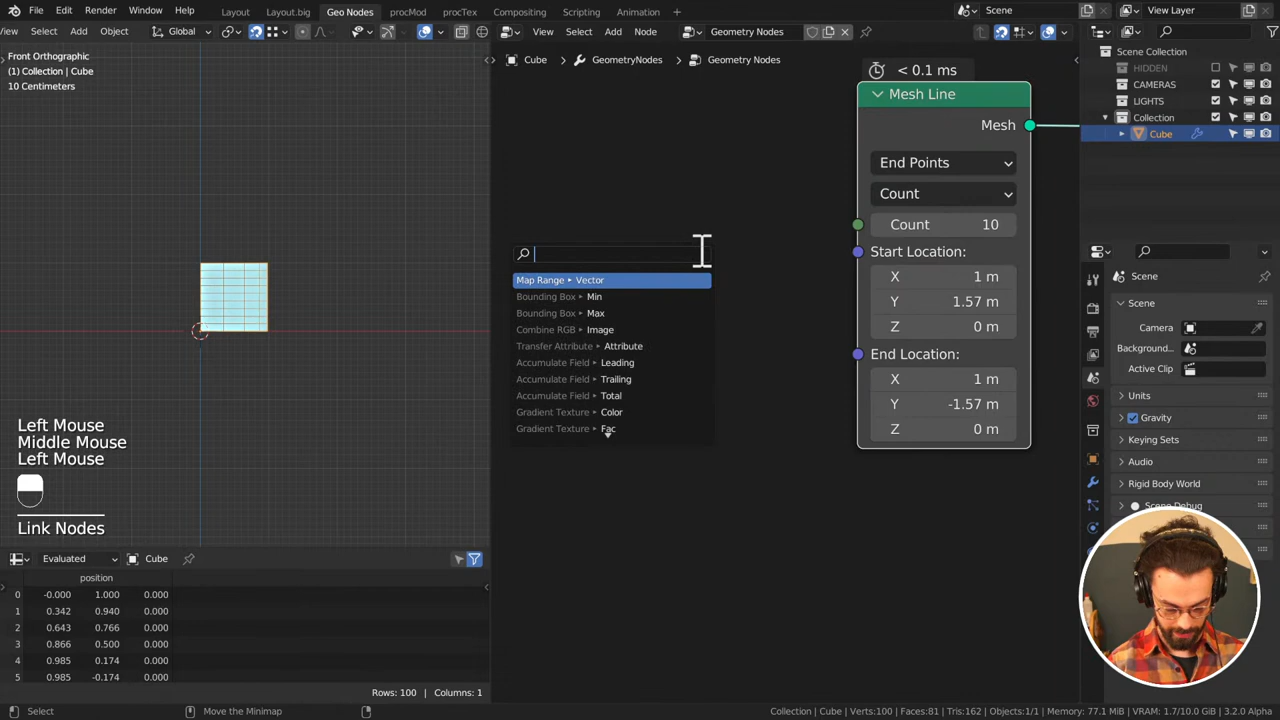 File Edit Render Window Help Layout Layout.big Geo Nodes procMod procTex Compositing Scripting Animation Scene View Layer
View Select Add Object Global View Select Add Node Geometry Nodes
Front Orthographic
(1) Collection | Cube
10 Centimeters
Cube GeometryNodes Geometry Nodes
< 0.1 ms
Mesh Line
Mesh
End Points
Count
Count 10
Start Location:
X 1 m
Y 1.57 m
Z 0 m
End Location:
X 1 m
Y -1.57 m
Z 0 m
Map Range ▸ Vector
Bounding Box ▸ Min
Bounding Box ▸ Max
Combine RGB ▸ Image
Transfer Attribute ▸ Attribute
Accumulate Field ▸ Leading
Accumulate Field ▸ Trailing
Accumulate Field ▸ Total
Gradient Texture ▸ Color
Gradient Texture ▸ Fac
Left Mouse
Middle Mouse
Left Mouse
Link Nodes
Evaluated Cube
position
0 -0.000 1.000 0.000
1 0.342 0.940 0.000
2 0.643 0.766 0.000
3 0.866 0.500 0.000
4 0.985 0.174 0.000
5 0.985 -0.174 0.000
Rows: 100 | Columns: 1
Scene Collection
HIDDEN
CAMERAS
LIGHTS
Collection
Cube
Scene
Scene
Camera
Background...
Active Clip
Units
Gravity
Keying Sets
Audio
Rigid Body World
Scene Debug
Select Move the Minimap Collection | Cube | Verts:100 | Faces:81 | Tris:162 | Objects:1/1 | Memory: 77.1 MiB | VRAM: 1.7/10.0 GiB | 3.2.0 Alpha